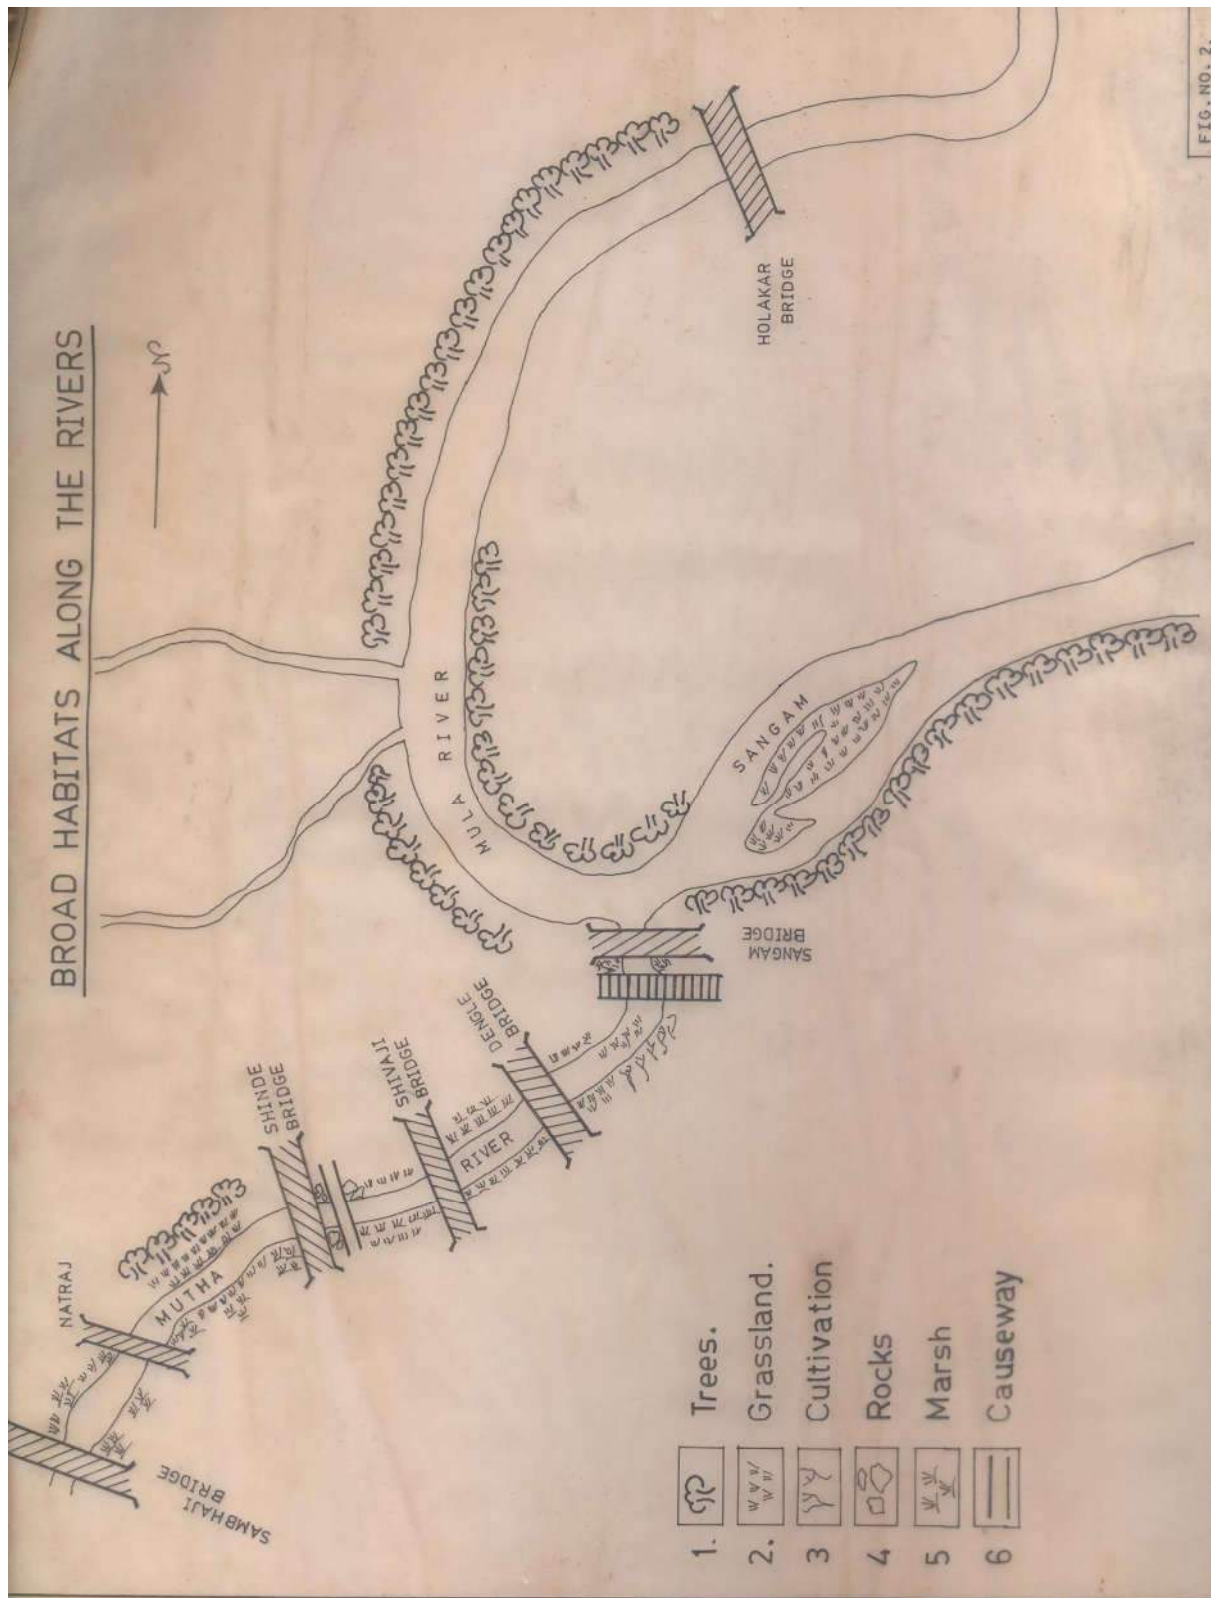 BROAD HABITATS ALONG THE RIVERS
N
SAMBHAJI
BRIDGE
NATRAJ
MUTHA
SHINDE
BRIDGE
SHIVAJI
BRIDGE
RIVER
DENGLE
BRIDGE
SANGAM
BRIDGE
MULA RIVER
SANGAM
HOLAKAR
BRIDGE
1. Trees.
2. Grassland.
3 Cultivation
4 Rocks
5 Marsh
6 Causeway
FIG. NO. 2.